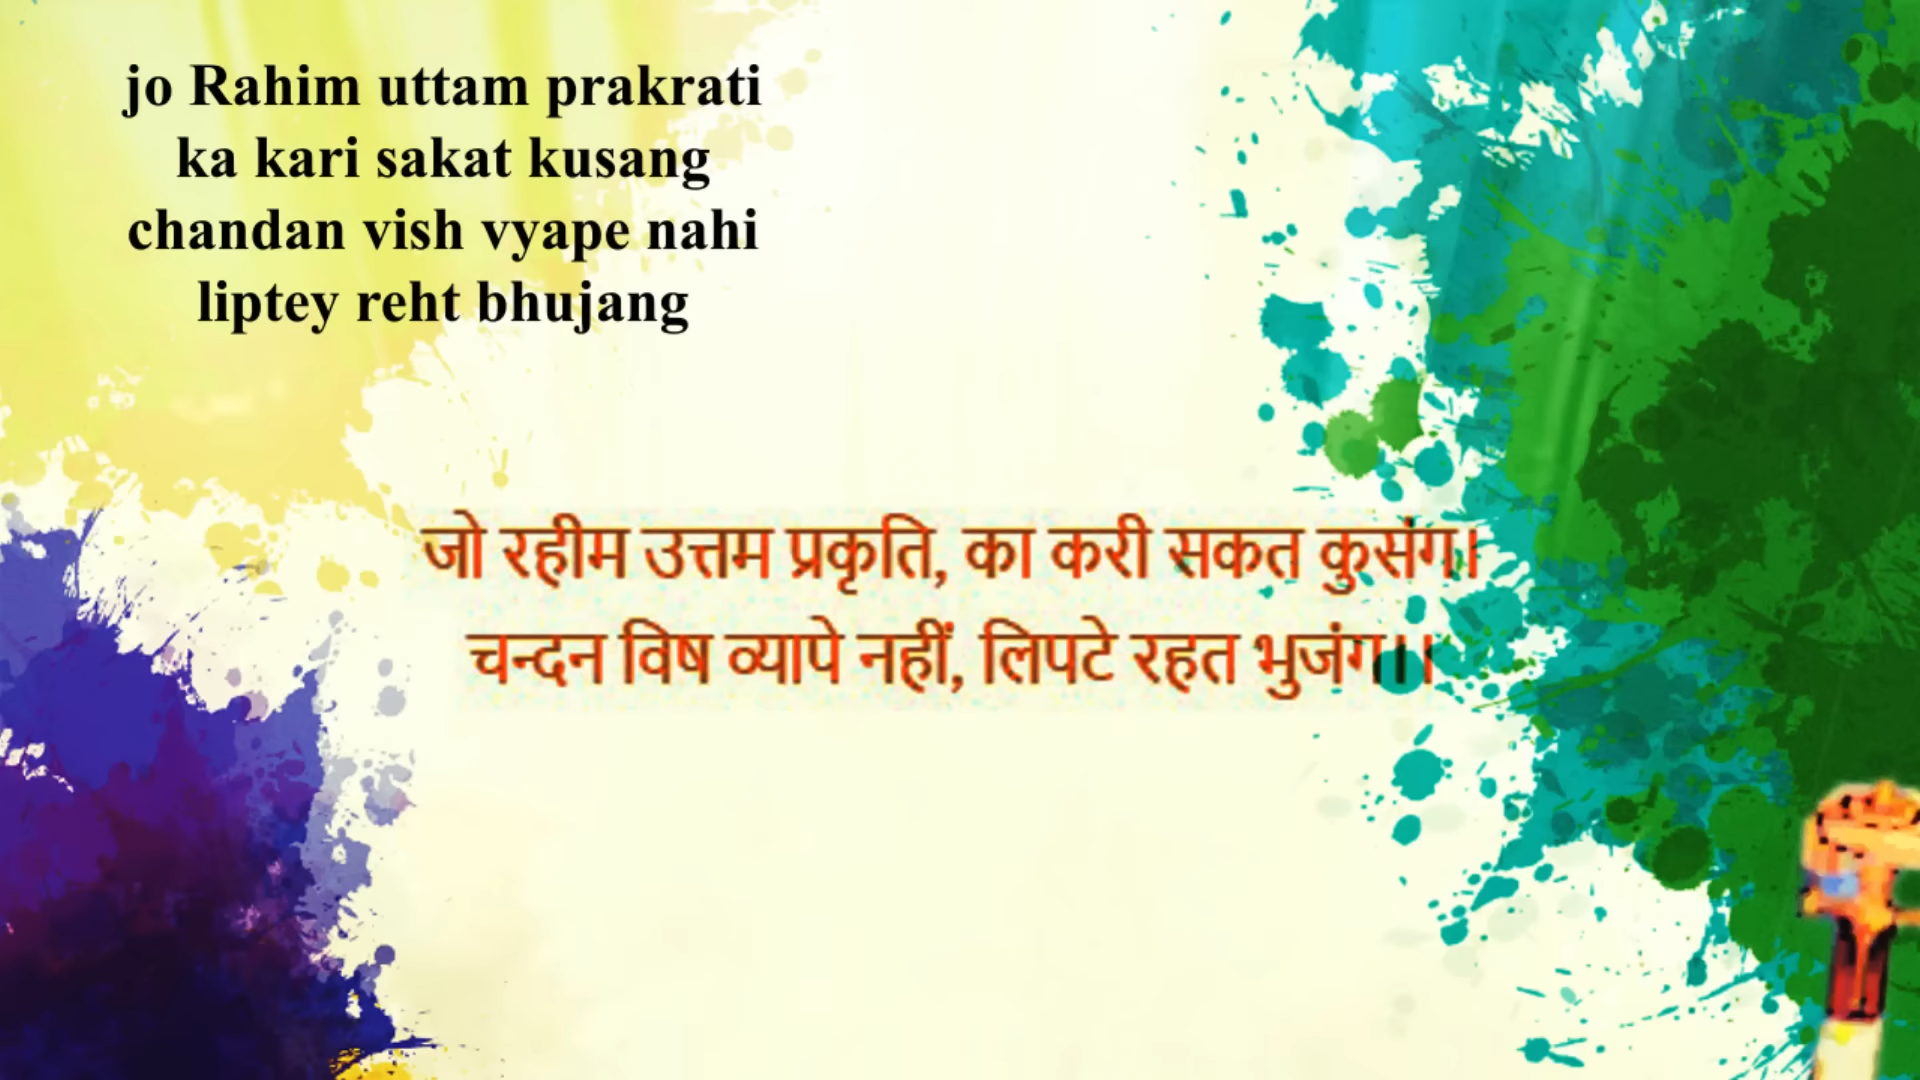 jo Rahim uttam prakrati
ka kari sakat kusang
chandan vish vyape nahi
liptey reht bhujang
जो रहीम उत्तम प्रकृति, का करी सकत कुसंग।
चन्दन विष व्यापे नहीं, लिपटे रहत भुजंग।।